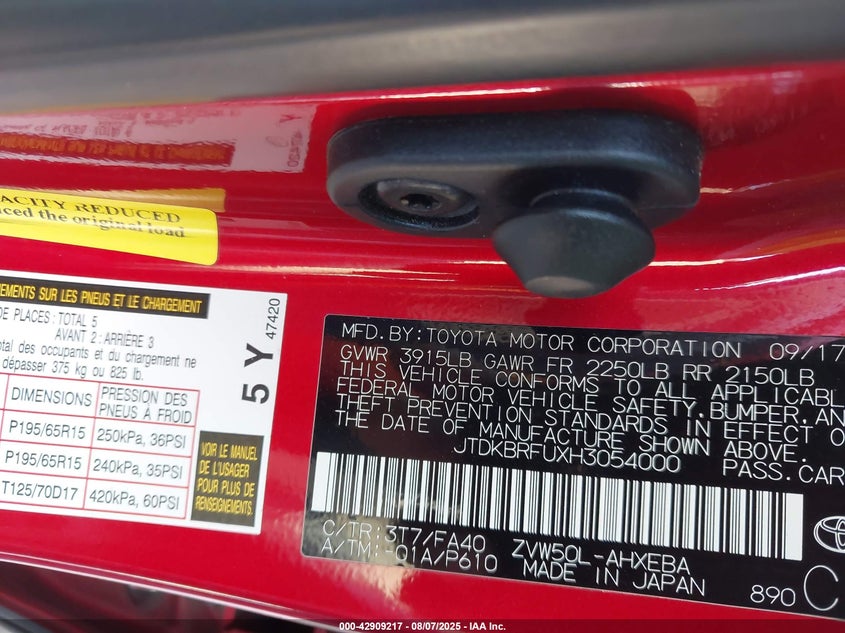 ACITY REDUCED
uced the original load
EMENTS SUR LES PNEUS ET LE CHARGEMENT
DE PLACES: TOTAL 5
AVANT 2: ARRIÈRE 3
total des occupants et du chargement ne
dépasser 375 kg ou 825 lb.
DIMENSIONS PRESSION DES PNEUS À FROID
P195/65R15 250kPa, 36PSI
P195/65R15 240kPa, 35PSI
T125/70D17 420kPa, 60PSI
5 Y
47420
VOIR LE MANUEL
DE L'USAGER
POUR PLUS DE
RENSEIGNEMENTS
MFD.BY:TOYOTA MOTOR CORPORATION 09/17
GVWR 3915LB GAWR FR 2250LB RR 2150LB
THIS VEHICLE CONFORMS TO ALL APPLICABL
FEDERAL MOTOR VEHICLE SAFETY,BUMPER,AN
THEFT PREVENTION STANDARDS IN EFFECT O
THE DATE OF MANUFACTURE SHOWN ABOVE.
JTDKBRFUXH3054000 PASS.CAR
C/TR:3T7/FA40 ZVW50L-AHXEBA
A/TM:-01A/P610 MADE IN JAPAN
890
C
000-42909217 - 08/07/2025 - IAA Inc.